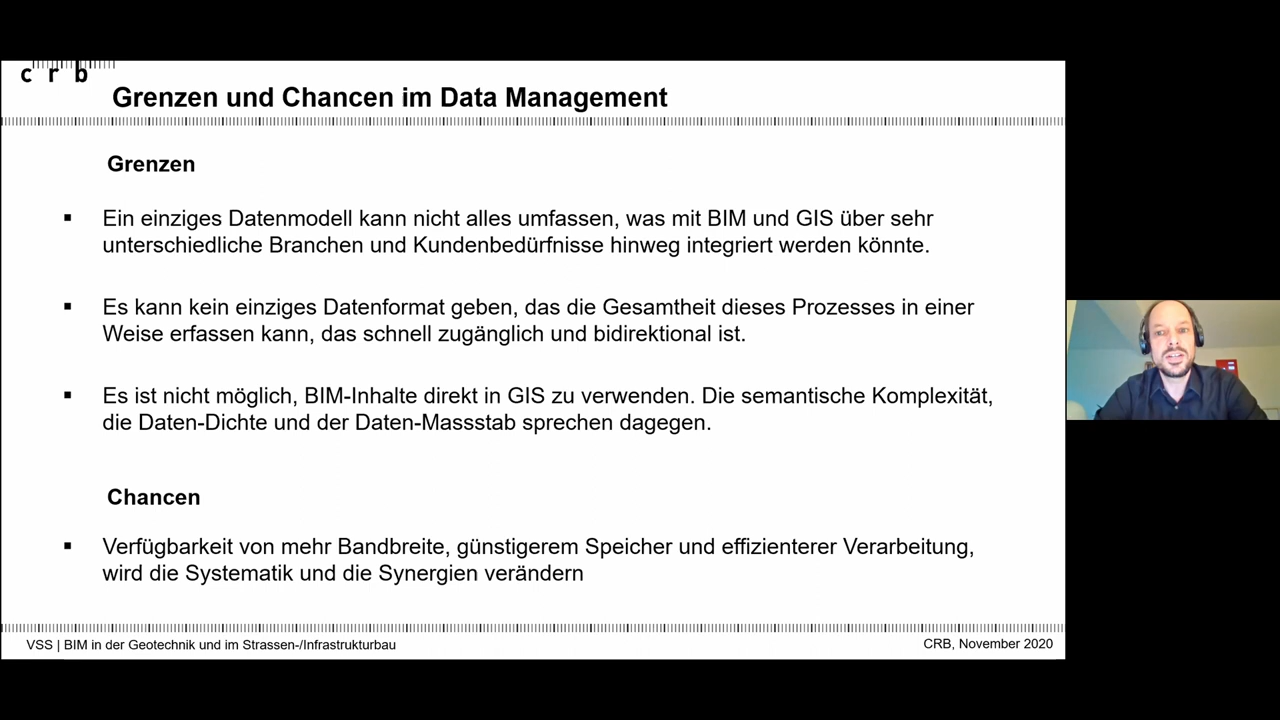 c r b
Grenzen und Chancen im Data Management
Grenzen
▪ Ein einziges Datenmodell kann nicht alles umfassen, was mit BIM und GIS über sehr
unterschiedliche Branchen und Kundenbedürfnisse hinweg integriert werden könnte.
▪ Es kann kein einziges Datenformat geben, das die Gesamtheit dieses Prozesses in einer
Weise erfassen kann, das schnell zugänglich und bidirektional ist.
▪ Es ist nicht möglich, BIM-Inhalte direkt in GIS zu verwenden. Die semantische Komplexität,
die Daten-Dichte und der Daten-Massstab sprechen dagegen.
Chancen
▪ Verfügbarkeit von mehr Bandbreite, günstigerem Speicher und effizienterer Verarbeitung,
wird die Systematik und die Synergien verändern
VSS | BIM in der Geotechnik und im Strassen-/Infrastrukturbau
CRB, November 2020